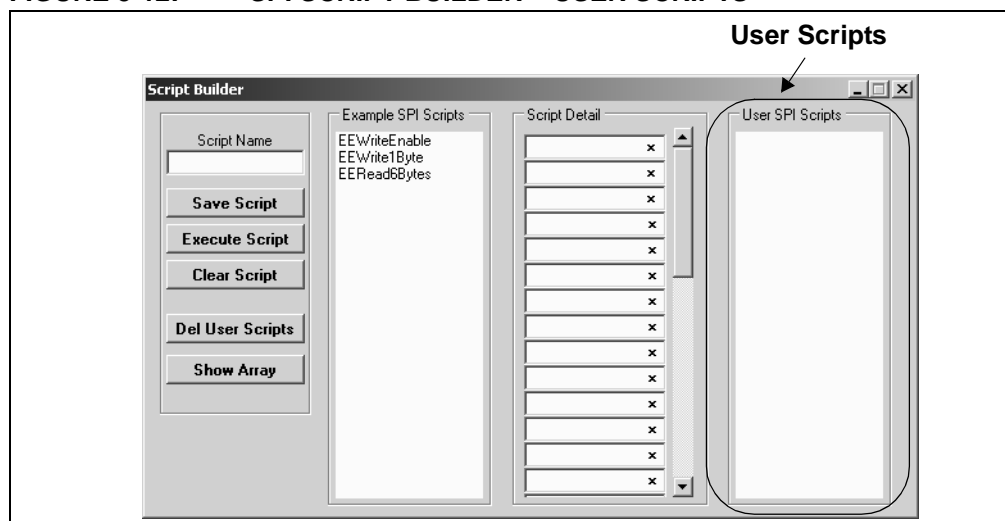 User Scripts
Script Builder
Script Name
Save Script
Execute Script
Clear Script
Del User Scripts
Show Array
Example SPI Scripts
EEWriteEnable
EEWrite1Byte
EERead6Bytes
Script Detail
x
x
x
x
x
x
x
x
x
x
x
x
x
x
User SPI Scripts